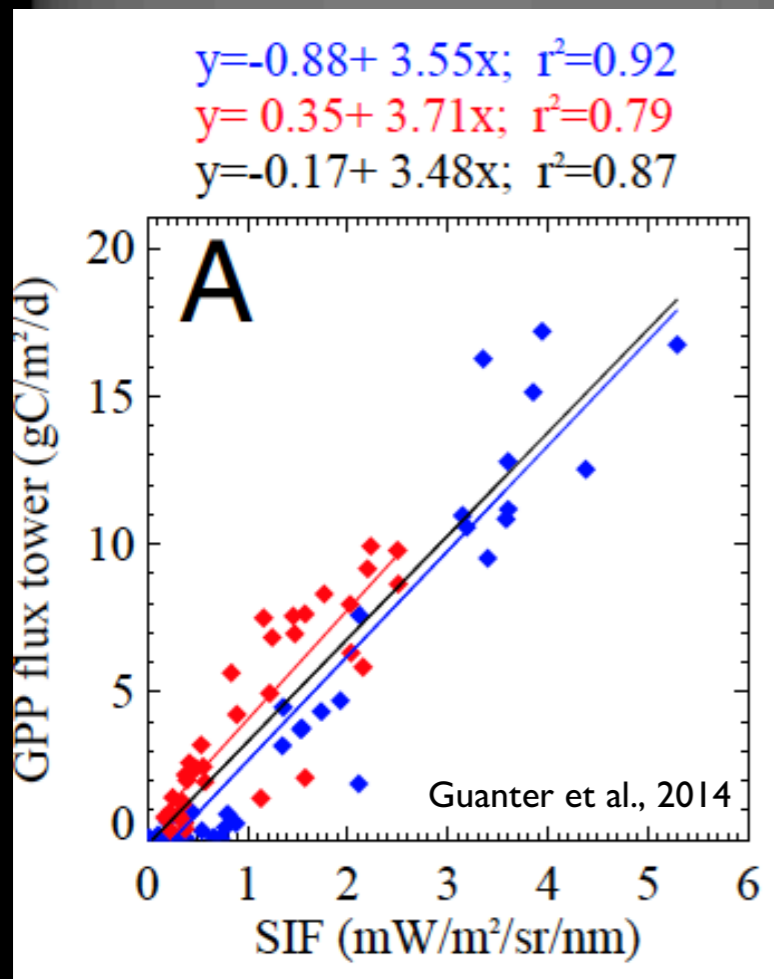 y=-0.88+ 3.55x; r²=0.92
y= 0.35+ 3.71x; r²=0.79
y=-0.17+ 3.48x; r²=0.87
A
GPP flux tower (gC/m²/d)
20
15
10
5
0
Guanter et al., 2014
0 1 2 3 4 5 6
SIF (mW/m²/sr/nm)